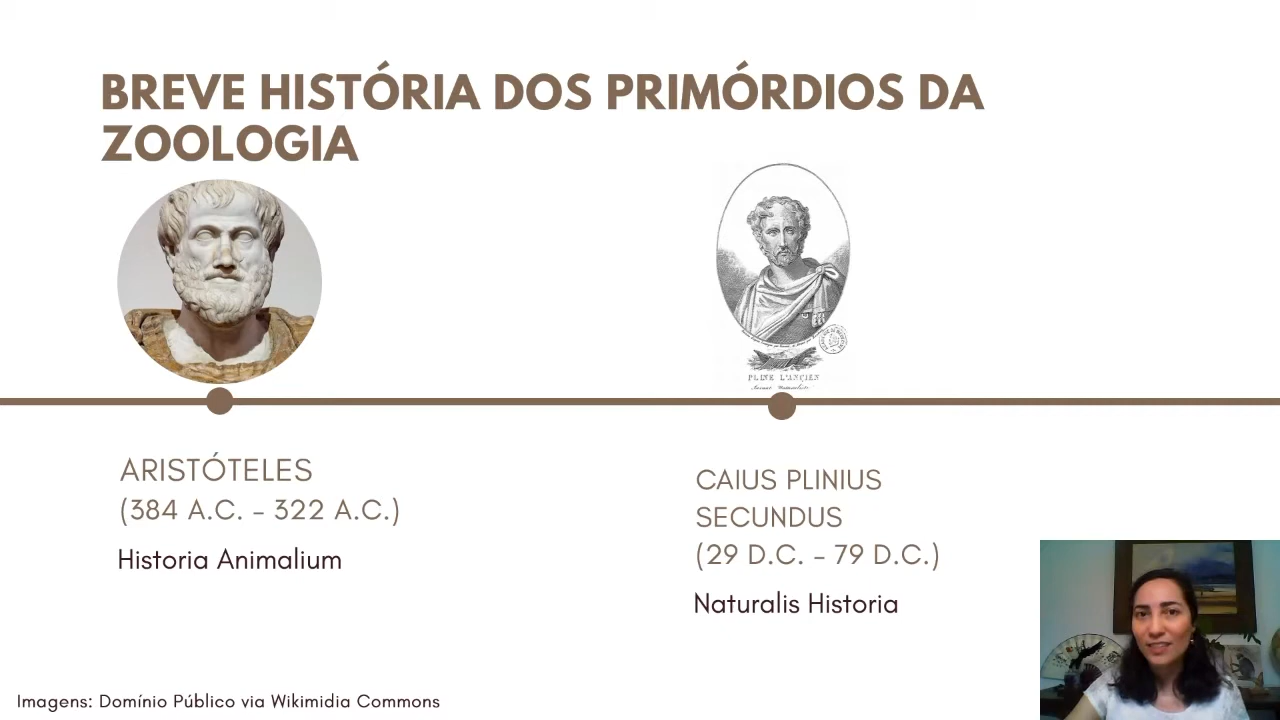 BREVE HISTÓRIA DOS PRIMÓRDIOS DA
ZOOLOGIA
PLINE L'ANCIEN
ARISTÓTELES
(384 A.C. – 322 A.C.)
Historia Animalium
CAIUS PLINIUS
SECUNDUS
(29 D.C. – 79 D.C.)
Naturalis Historia
Imagens: Domínio Público via Wikimidia Commons